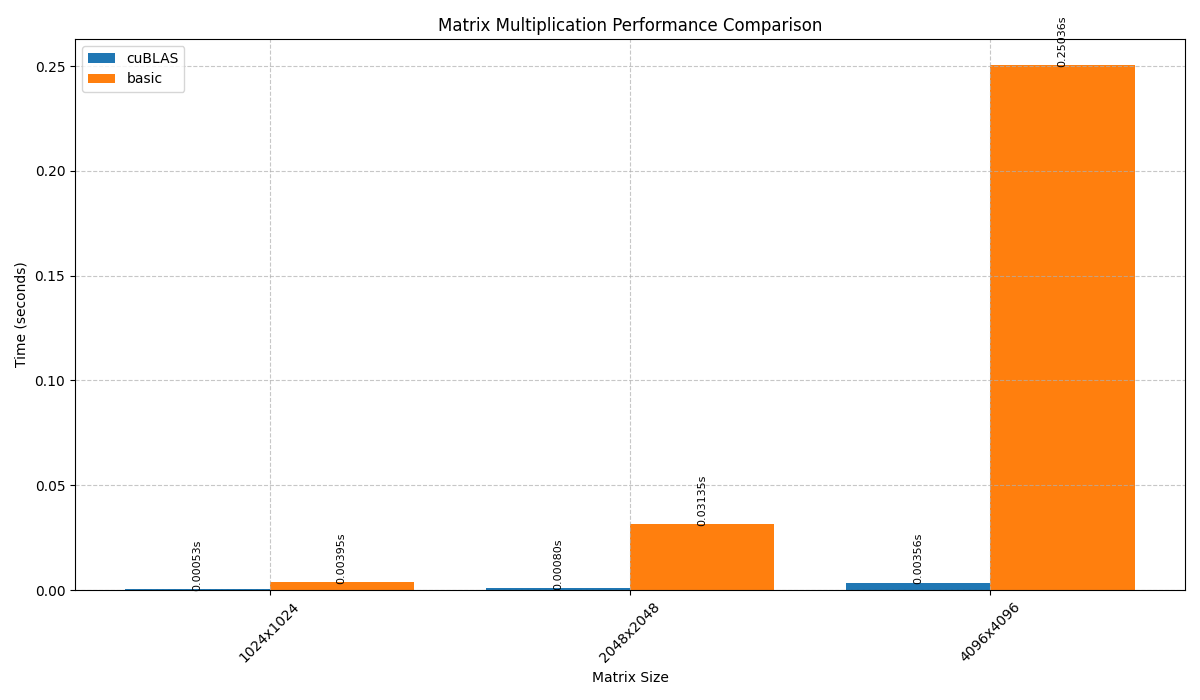 Matrix Multiplication Performance Comparison
cuBLAS
basic
0.25036s
0.25
0.20
0.15
0.10
0.05
0.00
Time (seconds)
0.00053s
0.00395s
0.00080s
0.03135s
0.00356s
1024x1024
2048x2048
4096x4096
Matrix Size